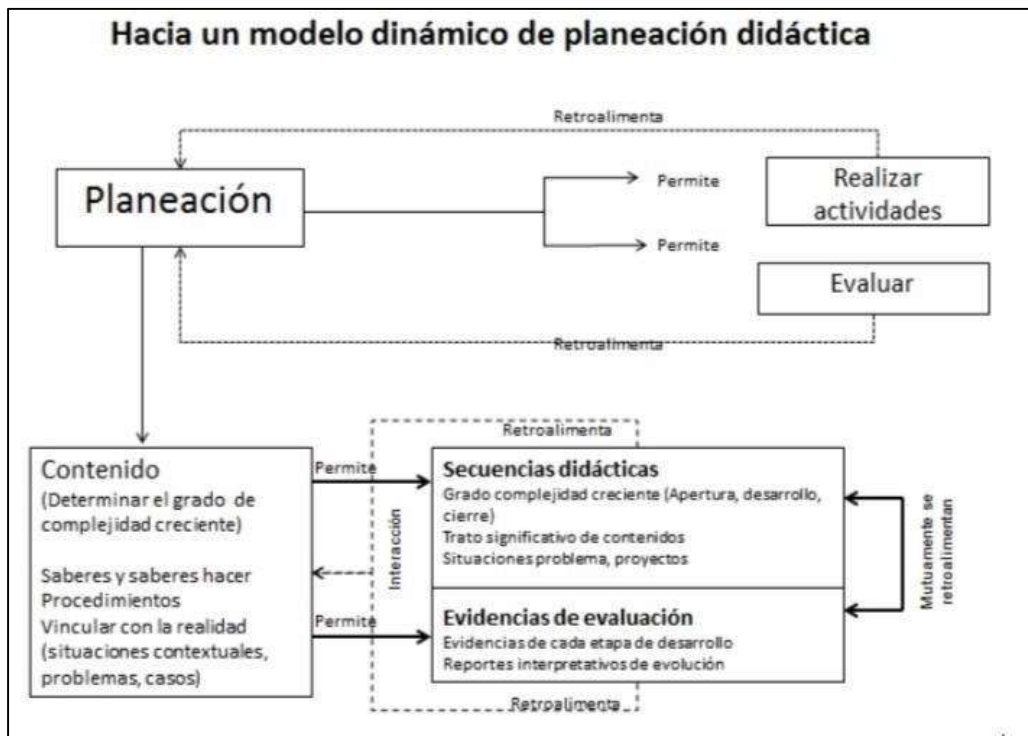 Hacia un modelo dinámico de planeación didáctica
Retroalimenta
Planeación
Permite
Realizar
actividades
Permite
Evaluar
Retroalimenta
Contenido
(Determinar el grado de
complejidad creciente)
Saberes y saberes hacer
Procedimientos
Vincular con la realidad
(situaciones contextuales,
problemas, casos)
Permite
Permite
Interacción
Retroalimenta
Secuencias didácticas
Grado complejidad creciente (Apertura, desarrollo,
cierre)
Trato significativo de contenidos
Situaciones problema, proyectos
Evidencias de evaluación
Evidencias de cada etapa de desarrollo
Reportes interpretativos de evolución
Retroalimenta
Mutuamente se
retroalimentan